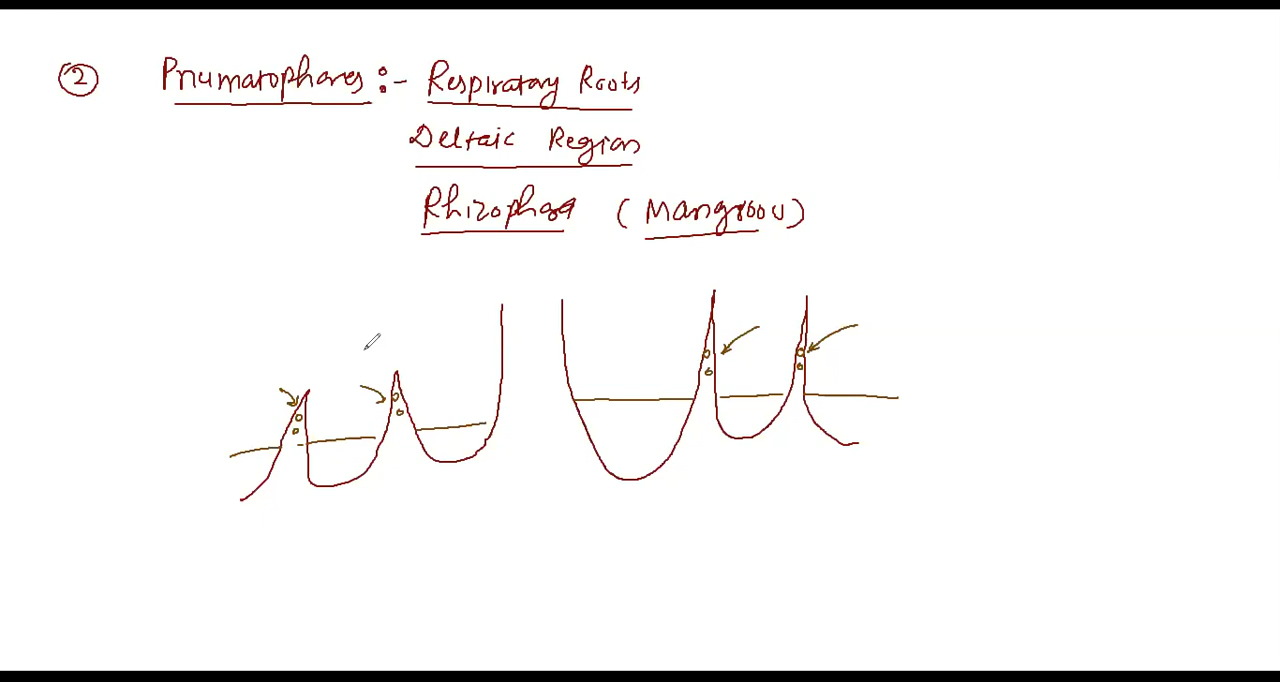 2 Pnumatophores :- Respiratory Roots
Deltaic Region
Rhizophora (Mangroov)